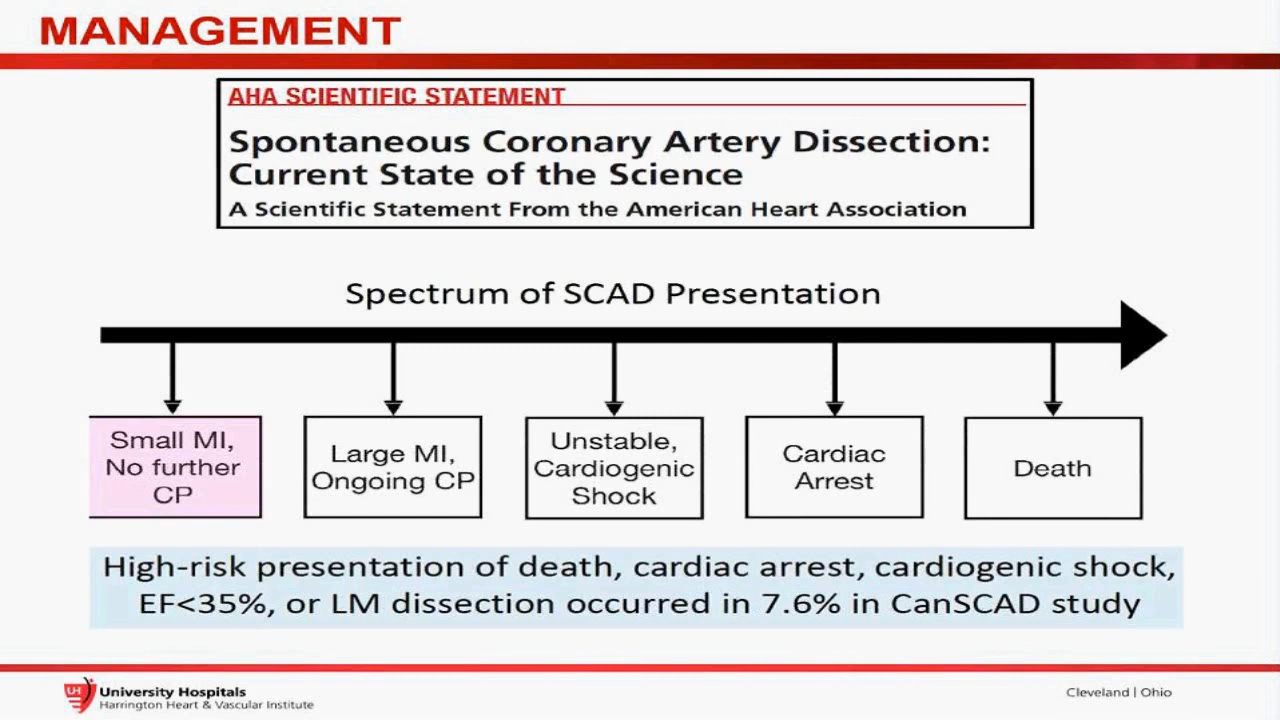 MANAGEMENT
AHA SCIENTIFIC STATEMENT
Spontaneous Coronary Artery Dissection:
Current State of the Science
A Scientific Statement From the American Heart Association
Spectrum of SCAD Presentation
Small MI,
No further
CP
Large MI,
Ongoing CP
Unstable,
Cardiogenic
Shock
Cardiac
Arrest
Death
High-risk presentation of death, cardiac arrest, cardiogenic shock,
EF<35%, or LM dissection occurred in 7.6% in CanSCAD study
UH
University Hospitals
Harrington Heart & Vascular Institute
Cleveland | Ohio